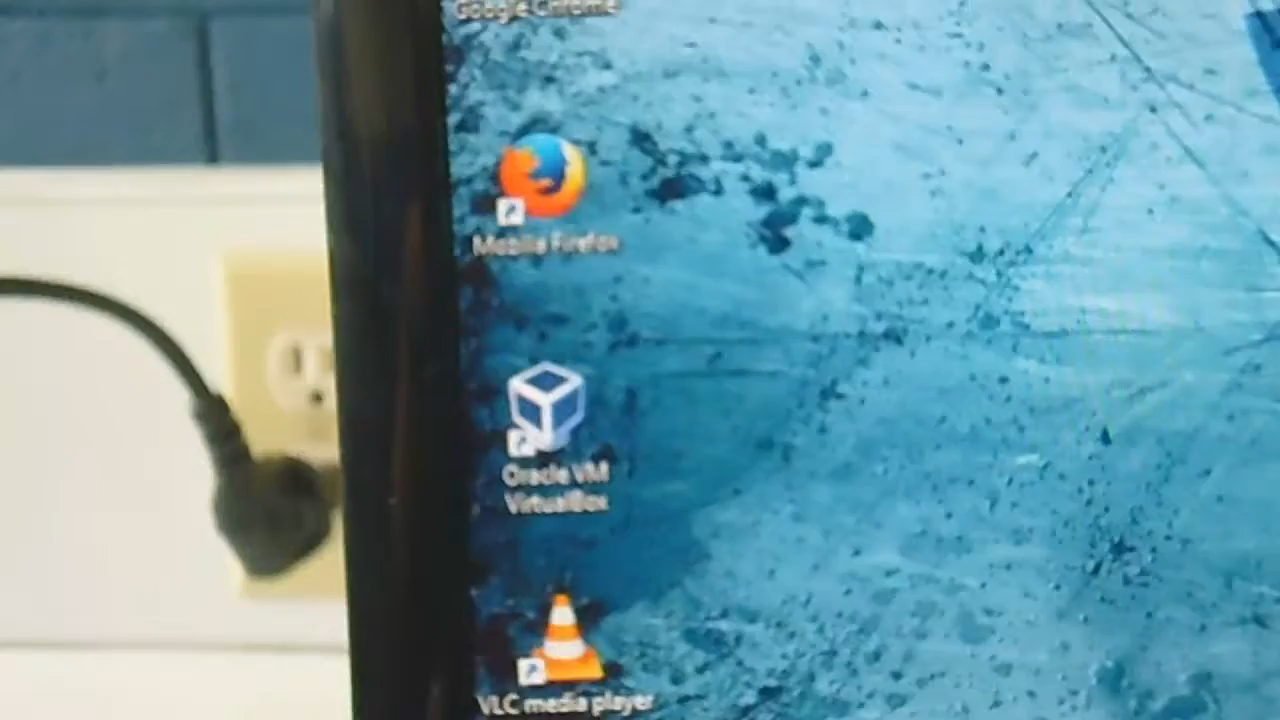 Google Chrome
Mozilla Firefox
Oracle VM
VirtualBox
VLC media player